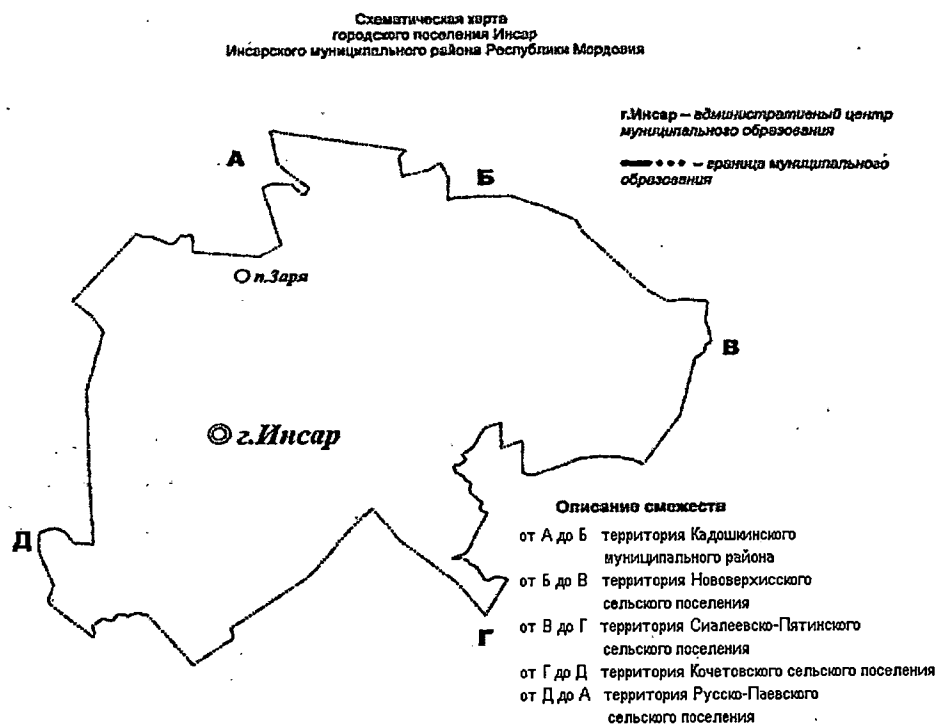 Схематическая карта
городского поселения Инсар
Инсарского муниципального района Республики Мордовия
г.Инсар – административный центр
муниципального образования
– граница муниципального
образования
А
Б
п.Заря
В
г.Инсар
Д
Г
Описание смежеств
от А до Б территория Кадошкинского
муниципального района
от Б до В территория Нововерхисского
сельского поселения
от В до Г территория Сиалеевско-Пятинского
сельского поселения
от Г до Д территория Кочетовского сельского поселения
от Д до А территория Русско-Паевского
сельского поселения